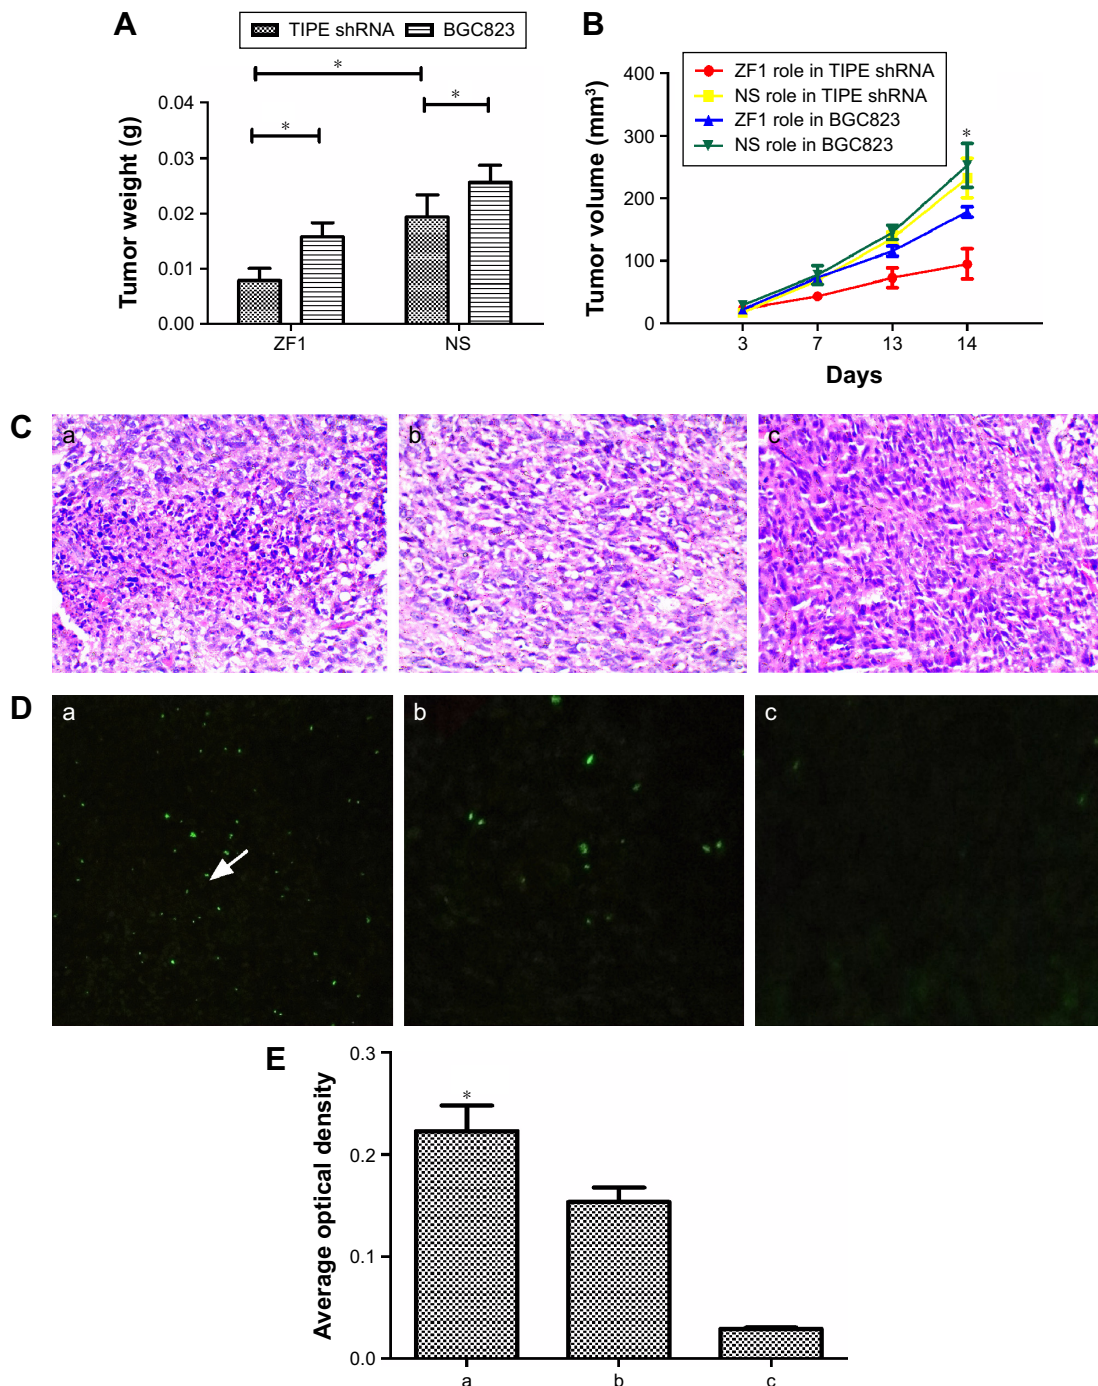 A
TIPE shRNA
BGC823
*
*
*
Tumor weight (g)
0.04
0.03
0.02
0.01
0.00
ZF1
NS
B
ZF1 role in TIPE shRNA
NS role in TIPE shRNA
ZF1 role in BGC823
NS role in BGC823
*
Tumor volume (mm³)
400
300
200
100
0
3
7
13
14
Days
C
a
b
c
D
a
b
c
E
Average optical density
0.3
0.2
0.1
0.0
*
a
b
c